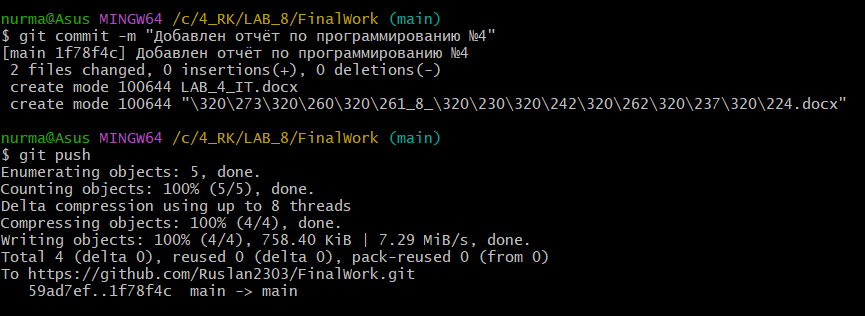 nurma@Asus MINGW64 /c/4_RK/LAB_8/FinalWork (main)
$ git commit -m "Добавлен отчёт по программированию №4"
[main 1f78f4c] Добавлен отчёт по программированию №4
 2 files changed, 0 insertions(+), 0 deletions(-)
 create mode 100644 LAB_4_IT.docx
 create mode 100644 "\320\273\320\260\320\261_8_\320\230\320\242\320\262\320\237\320\224.docx"

nurma@Asus MINGW64 /c/4_RK/LAB_8/FinalWork (main)
$ git push
Enumerating objects: 5, done.
Counting objects: 100% (5/5), done.
Delta compression using up to 8 threads
Compressing objects: 100% (4/4), done.
Writing objects: 100% (4/4), 758.40 KiB | 7.29 MiB/s, done.
Total 4 (delta 0), reused 0 (delta 0), pack-reused 0 (from 0)
To https://github.com/Ruslan2303/FinalWork.git
   59ad7ef..1f78f4c  main -> main